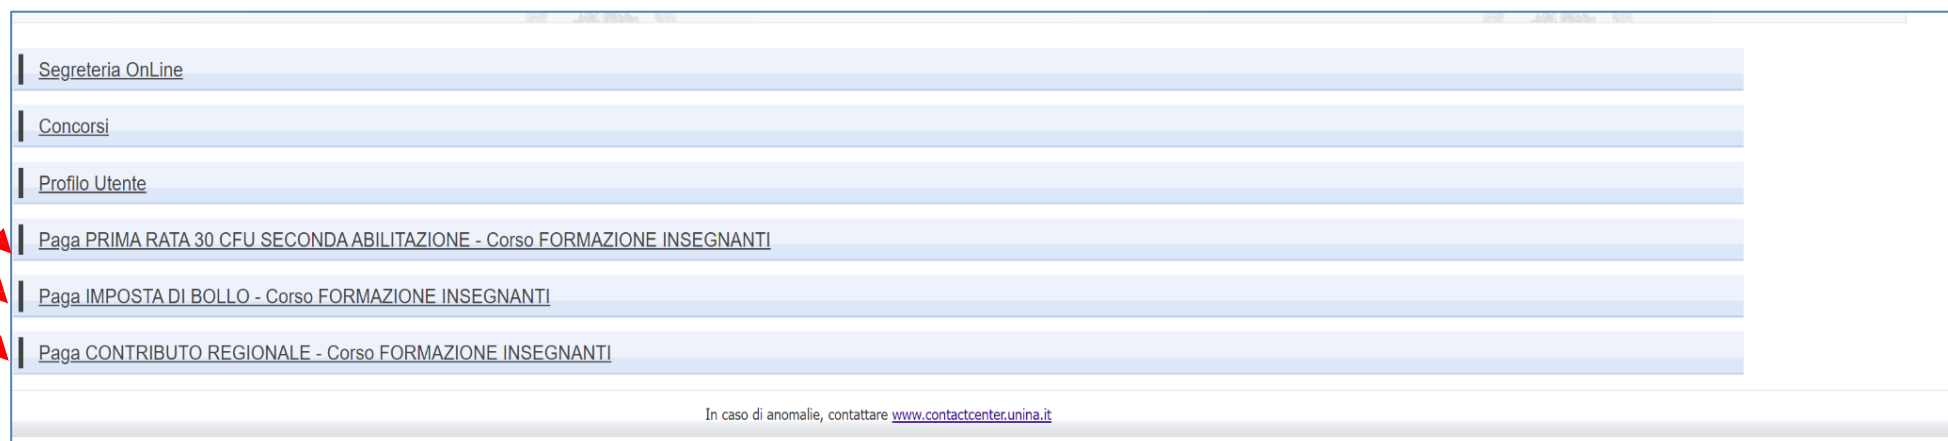 Segreteria OnLine
Concorsi
Profilo Utente
Paga PRIMA RATA 30 CFU SECONDA ABILITAZIONE - Corso FORMAZIONE INSEGNANTI
Paga IMPOSTA DI BOLLO - Corso FORMAZIONE INSEGNANTI
Paga CONTRIBUTO REGIONALE - Corso FORMAZIONE INSEGNANTI
In caso di anomalie, contattare www.contactcenter.unina.it